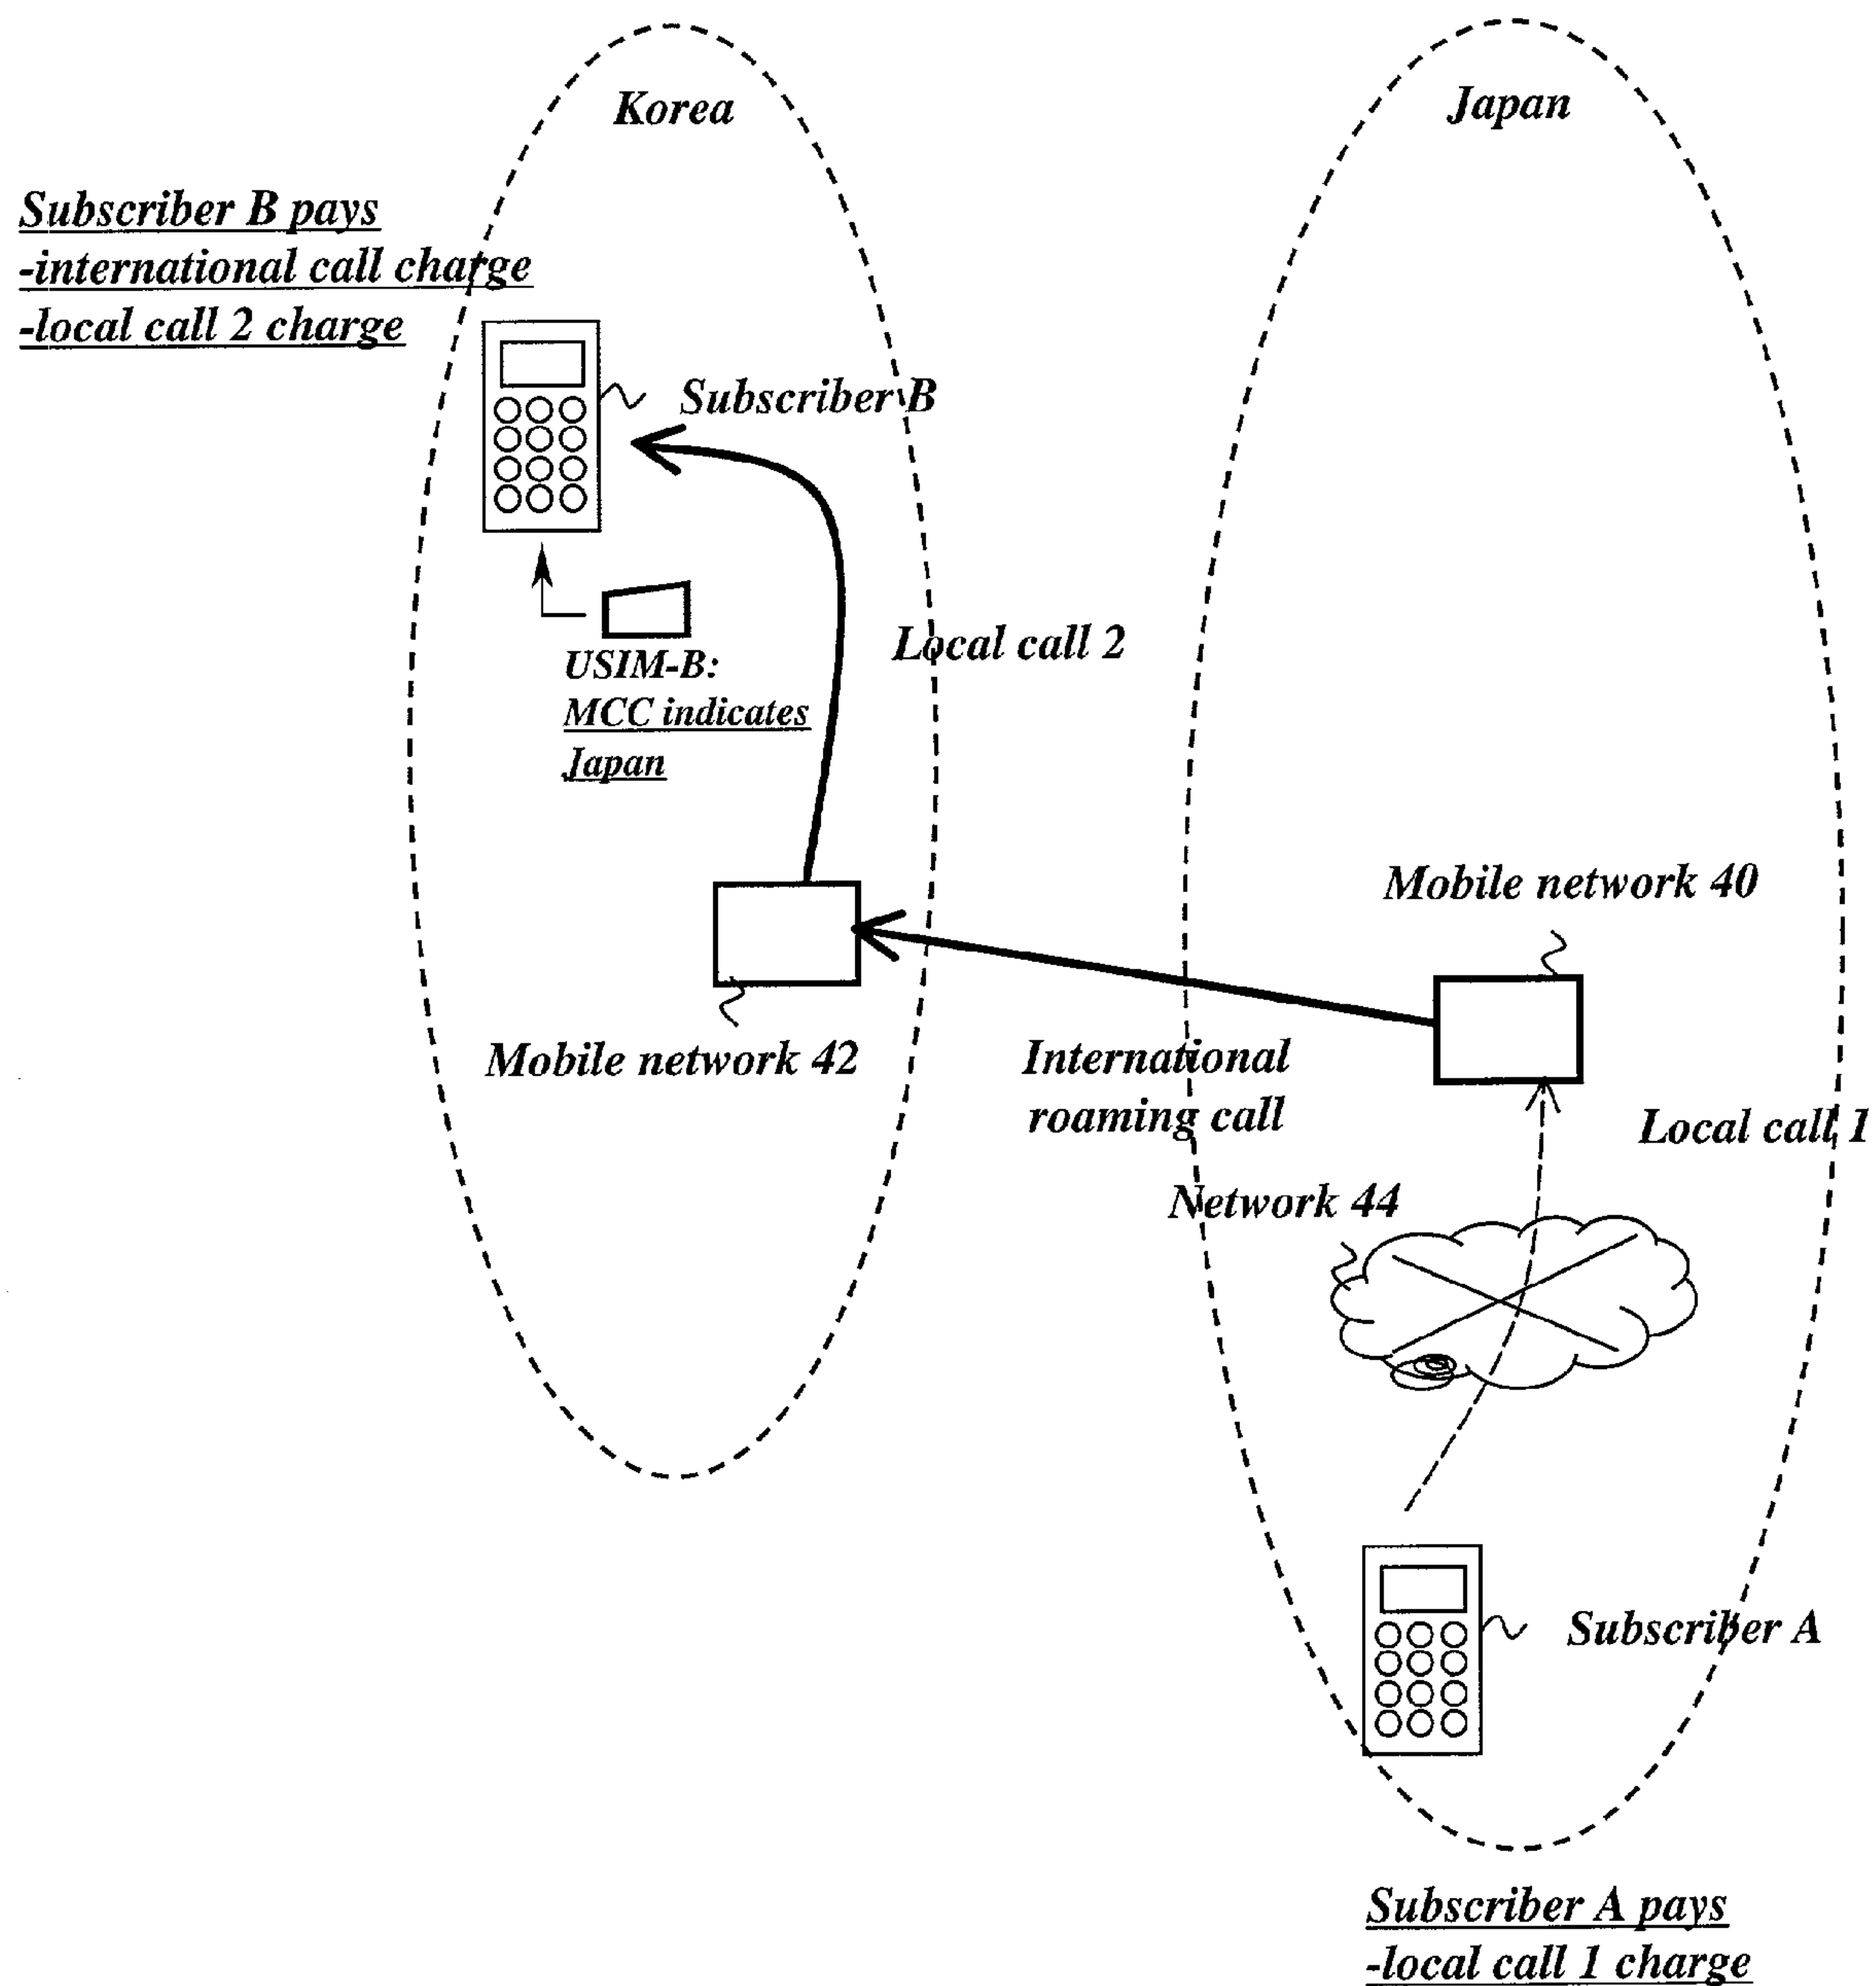 Korea
Japan
Subscriber B pays
-international call charge
-local call 2 charge
Subscriber B
USIM-B:
MCC indicates
Japan
Local call 2
Mobile network 40
Mobile network 42
International
roaming call
Local call 1
Network 44
Subscriber A
Subscriber A pays
-local call 1 charge